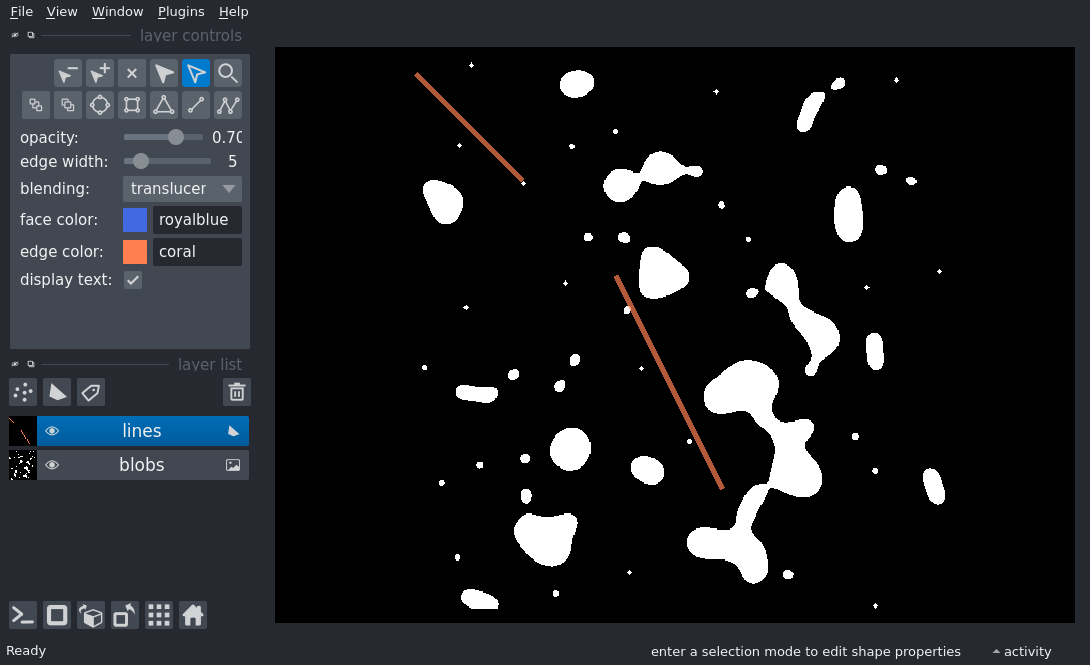 File View Window Plugins Help
layer controls
opacity: 0.70
edge width: 5
blending: translucer
face color: royalblue
edge color: coral
display text:
layer list
lines
blobs
Ready
enter a selection mode to edit shape properties
activity